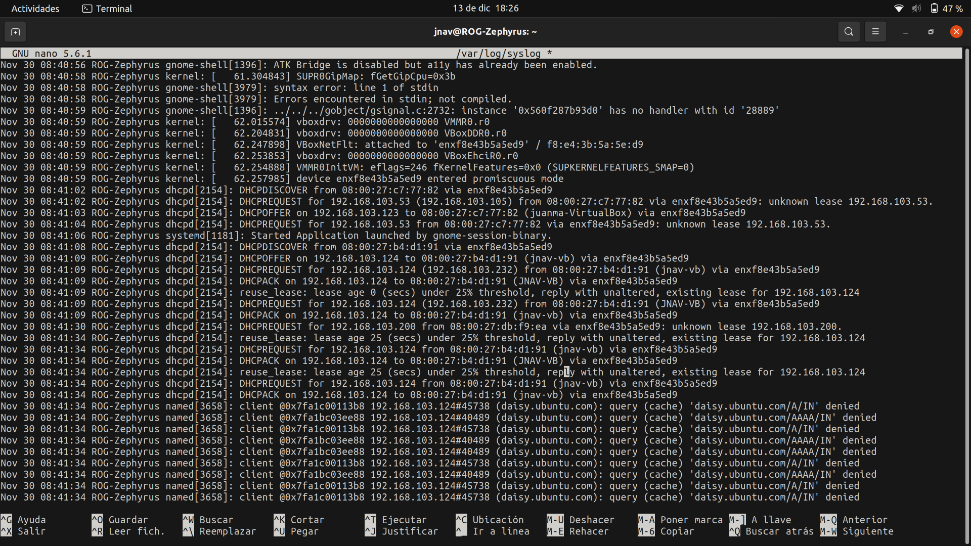 Actividades Terminal 13 de dic 18:26 47 %
jnav@ROG-Zephyrus: ~
GNU nano 5.6.1 /var/log/syslog *
Nov 30 08:40:56 ROG-Zephyrus gnome-shell[1396]: ATK Bridge is disabled but a11y has already been enabled.
Nov 30 08:40:58 ROG-Zephyrus kernel: [   61.304843] SUPR0GipMap: fGetGipCpu=0x3b
Nov 30 08:40:58 ROG-Zephyrus gnome-shell[3979]: syntax error: line 1 of stdin
Nov 30 08:40:58 ROG-Zephyrus gnome-shell[3979]: Errors encountered in stdin; not compiled.
Nov 30 08:40:59 ROG-Zephyrus gnome-shell[1396]: ../../../gobject/gsignal.c:2732: instance '0x560f287b93d0' has no handler with id '28889'
Nov 30 08:40:59 ROG-Zephyrus kernel: [   62.015574] vboxdrv: 0000000000000000 VMMR0.r0
Nov 30 08:40:59 ROG-Zephyrus kernel: [   62.204831] vboxdrv: 0000000000000000 VBoxDDR0.r0
Nov 30 08:40:59 ROG-Zephyrus kernel: [   62.247898] VBoxNetFlt: attached to 'enxf8e43b5a5ed9' / f8:e4:3b:5a:5e:d9
Nov 30 08:40:59 ROG-Zephyrus kernel: [   62.253853] vboxdrv: 0000000000000000 VBoxEhciR0.r0
Nov 30 08:40:59 ROG-Zephyrus kernel: [   62.254888] VMMR0InitVM: eflags=246 fKernelFeatures=0x0 (SUPKERNELFEATURES_SMAP=0)
Nov 30 08:40:59 ROG-Zephyrus kernel: [   62.257985] device enxf8e43b5a5ed9 entered promiscuous mode
Nov 30 08:41:02 ROG-Zephyrus dhcpd[2154]: DHCPDISCOVER from 08:00:27:c7:77:82 via enxf8e43b5a5ed9
Nov 30 08:41:02 ROG-Zephyrus dhcpd[2154]: DHCPREQUEST for 192.168.103.53 (192.168.103.105) from 08:00:27:c7:77:82 via enxf8e43b5a5ed9: unknown lease 192.168.103.53.
Nov 30 08:41:03 ROG-Zephyrus dhcpd[2154]: DHCPOFFER on 192.168.103.123 to 08:00:27:c7:77:82 (juanma-VirtualBox) via enxf8e43b5a5ed9
Nov 30 08:41:04 ROG-Zephyrus dhcpd[2154]: DHCPREQUEST for 192.168.103.53 from 08:00:27:c7:77:82 via enxf8e43b5a5ed9: unknown lease 192.168.103.53.
Nov 30 08:41:06 ROG-Zephyrus systemd[1181]: Started Application launched by gnome-session-binary.
Nov 30 08:41:08 ROG-Zephyrus dhcpd[2154]: DHCPDISCOVER from 08:00:27:b4:d1:91 via enxf8e43b5a5ed9
Nov 30 08:41:09 ROG-Zephyrus dhcpd[2154]: DHCPOFFER on 192.168.103.124 to 08:00:27:b4:d1:91 (jnav-vb) via enxf8e43b5a5ed9
Nov 30 08:41:09 ROG-Zephyrus dhcpd[2154]: DHCPREQUEST for 192.168.103.124 (192.168.103.232) from 08:00:27:b4:d1:91 (jnav-vb) via enxf8e43b5a5ed9
Nov 30 08:41:09 ROG-Zephyrus dhcpd[2154]: DHCPACK on 192.168.103.124 to 08:00:27:b4:d1:91 (JNAV-VB) via enxf8e43b5a5ed9
Nov 30 08:41:09 ROG-Zephyrus dhcpd[2154]: reuse_lease: lease age 0 (secs) under 25% threshold, reply with unaltered, existing lease for 192.168.103.124
Nov 30 08:41:09 ROG-Zephyrus dhcpd[2154]: DHCPREQUEST for 192.168.103.124 (192.168.103.232) from 08:00:27:b4:d1:91 (JNAV-VB) via enxf8e43b5a5ed9
Nov 30 08:41:09 ROG-Zephyrus dhcpd[2154]: DHCPACK on 192.168.103.124 to 08:00:27:b4:d1:91 (jnav-vb) via enxf8e43b5a5ed9
Nov 30 08:41:30 ROG-Zephyrus dhcpd[2154]: DHCPREQUEST for 192.168.103.200 from 08:00:27:db:f9:ea via enxf8e43b5a5ed9: unknown lease 192.168.103.200.
Nov 30 08:41:34 ROG-Zephyrus dhcpd[2154]: reuse_lease: lease age 25 (secs) under 25% threshold, reply with unaltered, existing lease for 192.168.103.124
Nov 30 08:41:34 ROG-Zephyrus dhcpd[2154]: DHCPREQUEST for 192.168.103.124 from 08:00:27:b4:d1:91 (jnav-vb) via enxf8e43b5a5ed9
Nov 30 08:41:34 ROG-Zephyrus dhcpd[2154]: DHCPACK on 192.168.103.124 to 08:00:27:b4:d1:91 (JNAV-VB) via enxf8e43b5a5ed9
Nov 30 08:41:34 ROG-Zephyrus dhcpd[2154]: reuse_lease: lease age 25 (secs) under 25% threshold, reply with unaltered, existing lease for 192.168.103.124
Nov 30 08:41:34 ROG-Zephyrus dhcpd[2154]: DHCPREQUEST for 192.168.103.124 from 08:00:27:b4:d1:91 (jnav-vb) via enxf8e43b5a5ed9
Nov 30 08:41:34 ROG-Zephyrus dhcpd[2154]: DHCPACK on 192.168.103.124 to 08:00:27:b4:d1:91 (jnav-vb) via enxf8e43b5a5ed9
Nov 30 08:41:34 ROG-Zephyrus named[3658]: client @0x7fa1c00113b8 192.168.103.124#45738 (daisy.ubuntu.com): query (cache) 'daisy.ubuntu.com/A/IN' denied
Nov 30 08:41:34 ROG-Zephyrus named[3658]: client @0x7fa1bc03ee88 192.168.103.124#40489 (daisy.ubuntu.com): query (cache) 'daisy.ubuntu.com/AAAA/IN' denied
Nov 30 08:41:34 ROG-Zephyrus named[3658]: client @0x7fa1c00113b8 192.168.103.124#45738 (daisy.ubuntu.com): query (cache) 'daisy.ubuntu.com/A/IN' denied
Nov 30 08:41:34 ROG-Zephyrus named[3658]: client @0x7fa1bc03ee88 192.168.103.124#40489 (daisy.ubuntu.com): query (cache) 'daisy.ubuntu.com/AAAA/IN' denied
Nov 30 08:41:34 ROG-Zephyrus named[3658]: client @0x7fa1c00113b8 192.168.103.124#45738 (daisy.ubuntu.com): query (cache) 'daisy.ubuntu.com/A/IN' denied
Nov 30 08:41:34 ROG-Zephyrus named[3658]: client @0x7fa1bc03ee88 192.168.103.124#40489 (daisy.ubuntu.com): query (cache) 'daisy.ubuntu.com/AAAA/IN' denied
Nov 30 08:41:34 ROG-Zephyrus named[3658]: client @0x7fa1c00113b8 192.168.103.124#45738 (daisy.ubuntu.com): query (cache) 'daisy.ubuntu.com/A/IN' denied
Nov 30 08:41:34 ROG-Zephyrus named[3658]: client @0x7fa1bc03ee88 192.168.103.124#40489 (daisy.ubuntu.com): query (cache) 'daisy.ubuntu.com/AAAA/IN' denied
Nov 30 08:41:34 ROG-Zephyrus named[3658]: client @0x7fa1c00113b8 192.168.103.124#45738 (daisy.ubuntu.com): query (cache) 'daisy.ubuntu.com/A/IN' denied
^G Ayuda ^O Guardar ^W Buscar ^K Cortar ^T Ejecutar ^C Ubicación M-U Deshacer M-A Poner marca M-] A llave M-Q Anterior
^X Salir ^R Leer fich. ^\ Reemplazar ^U Pegar ^J Justificar ^_ Ir a línea M-E Rehacer M-6 Copiar ^Q Buscar atrás M-W Siguiente